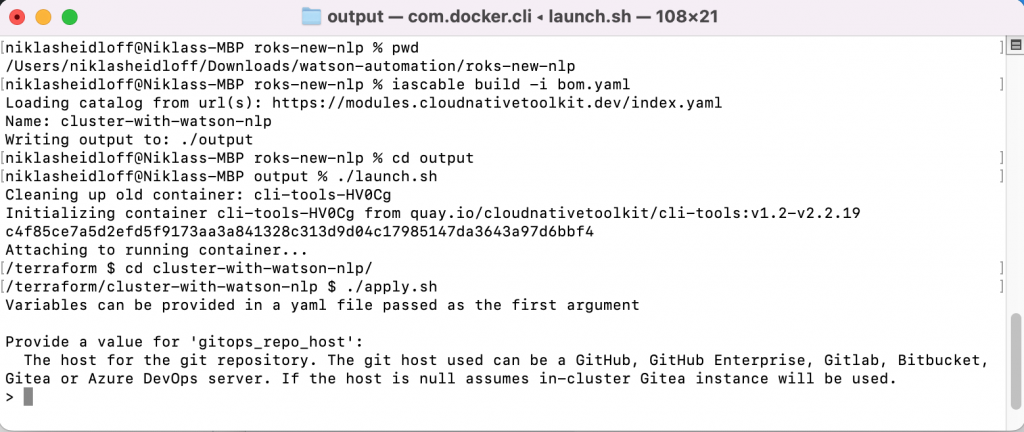 output — com.docker.cli ◂ launch.sh — 108×21
[niklasheidloff@Niklass-MBP roks-new-nlp % pwd ]
/Users/niklasheidloff/Downloads/watson-automation/roks-new-nlp
[niklasheidloff@Niklass-MBP roks-new-nlp % iascable build -i bom.yaml ]
Loading catalog from url(s): https://modules.cloudnativetoolkit.dev/index.yaml
Name: cluster-with-watson-nlp
Writing output to: ./output
[niklasheidloff@Niklass-MBP roks-new-nlp % cd output ]
[niklasheidloff@Niklass-MBP output % ./launch.sh ]
Cleaning up old container: cli-tools-HV0Cg
Initializing container cli-tools-HV0Cg from quay.io/cloudnativetoolkit/cli-tools:v1.2-v2.2.19
c4f85ce7a5d2efd5f9173aa3a841328c313d9d04c17985147da3643a97d6bbf4
Attaching to running container...
[/terraform $ cd cluster-with-watson-nlp/ ]
[/terraform/cluster-with-watson-nlp $ ./apply.sh ]
Variables can be provided in a yaml file passed as the first argument
Provide a value for 'gitops_repo_host':
The host for the git repository. The git host used can be a GitHub, GitHub Enterprise, Gitlab, Bitbucket,
Gitea or Azure DevOps server. If the host is null assumes in-cluster Gitea instance will be used.
>